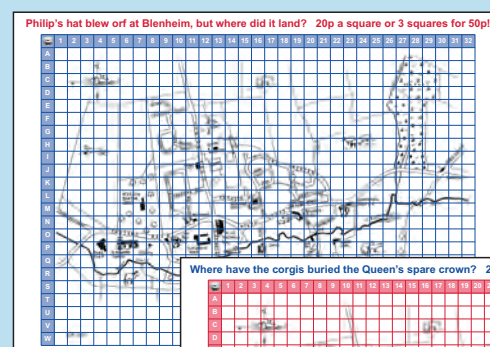 Philip's hat blew orf at Blenheim, but where did it land? 20p a square or 3 squares for 50p!
1 2 3 4 5 6 7 8 9 10 11 12 13 14 15 16 17 18 19 20 21 22 23 24 25 26 27 28 29 30 31 32
A
B
C
D
E
F
G
H
I
J
K
L
M
N
O
P
Q
R
S
T
U
V
W
Where have the corgis buried the Queen's spare crown? 2
1 2 3 4 5 6 7 8 9 10 11 12 13 14 15 16 17 18 19 20
A
B
C
D